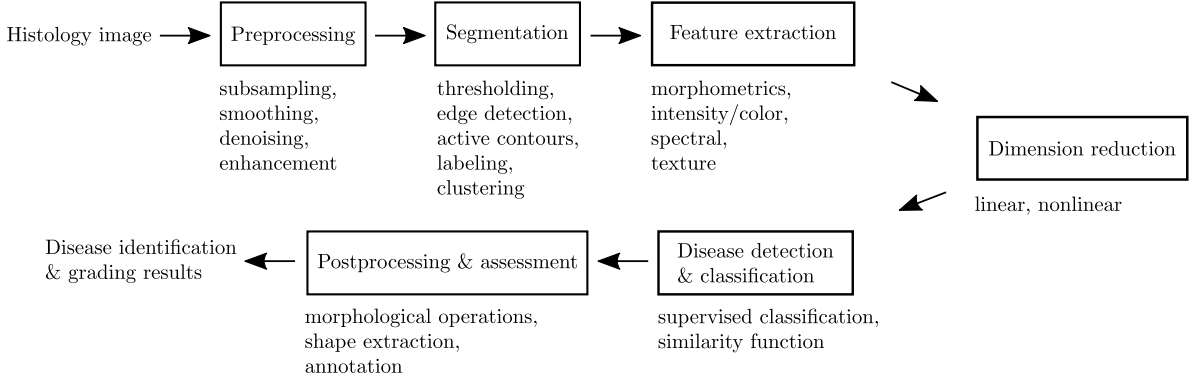 Histology image
Preprocessing
subsampling,
smoothing,
denoising,
enhancement
Segmentation
thresholding,
edge detection,
active contours,
labeling,
clustering
Feature extraction
morphometrics,
intensity/color,
spectral,
texture
Dimension reduction
linear, nonlinear
Disease detection
& classification
supervised classification,
similarity function
Postprocessing & assessment
morphological operations,
shape extraction,
annotation
Disease identification
& grading results